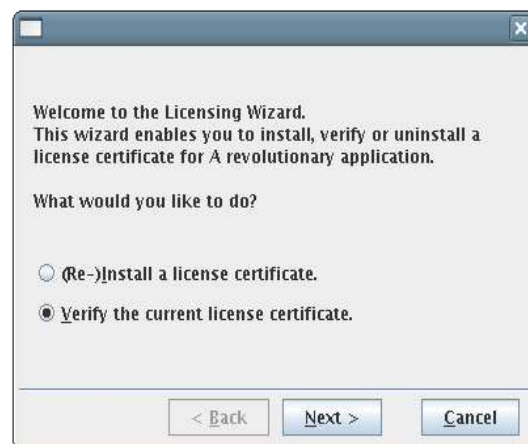 Welcome to the Licensing Wizard.
This wizard enables you to install, verify or uninstall a
license certificate for A revolutionary application.
What would you like to do?
(Re-)Install a license certificate.
Verify the current license certificate.
< Back Next > Cancel